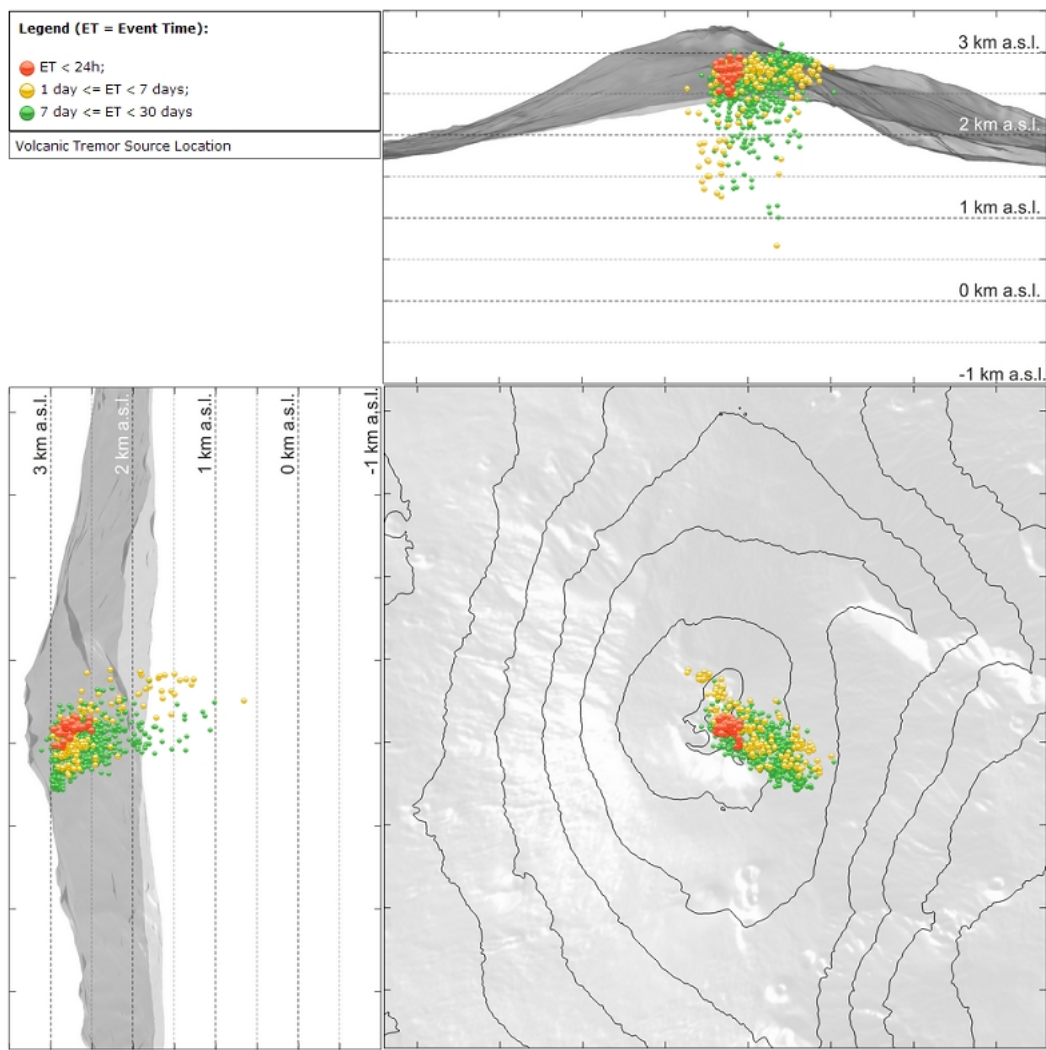 Legend (ET = Event Time):
ET < 24h;
1 day <= ET < 7 days;
7 day <= ET < 30 days
Volcanic Tremor Source Location
3 km a.s.l.
2 km a.s.l.
1 km a.s.l.
0 km a.s.l.
-1 km a.s.l.
3 km a.s.l.
2 km a.s.l.
1 km a.s.l.
0 km a.s.l.
-1 km a.s.l.